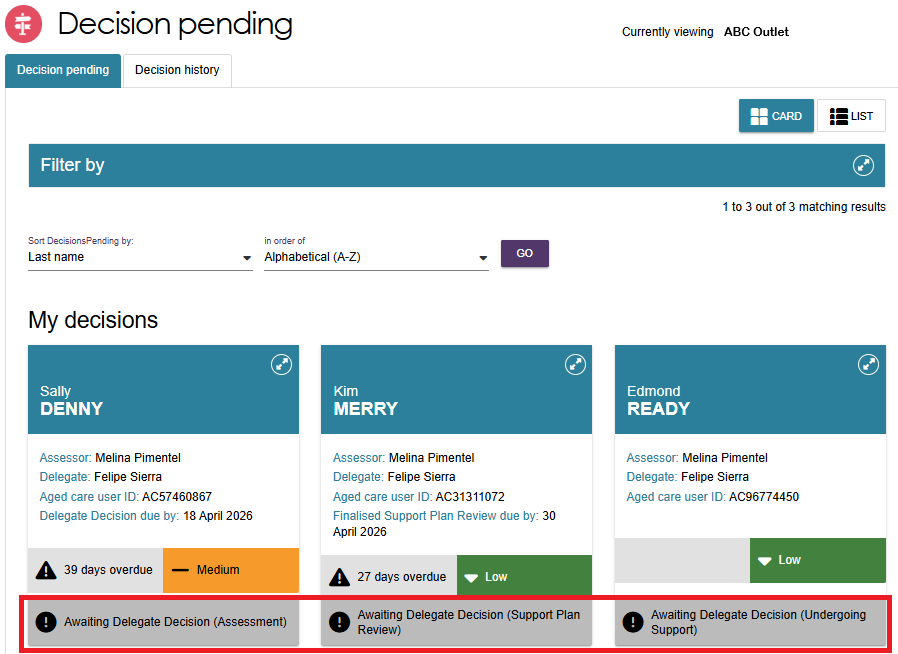 Decision pending
Currently viewing ABC Outlet
Decision pending
Decision history
CARD
LIST
Filter by
1 to 3 out of 3 matching results
Sort DecisionsPending by:
Last name
in order of
Alphabetical (A-Z)
GO
My decisions
Sally
DENNY
Assessor: Melina Pimentel
Delegate: Felipe Sierra
Aged care user ID: AC57460867
Delegate Decision due by: 18 April 2026
39 days overdue
Medium
Awaiting Delegate Decision (Assessment)
Kim
MERRY
Assessor: Melina Pimentel
Delegate: Felipe Sierra
Aged care user ID: AC31311072
Finalised Support Plan Review due by: 30
April 2026
27 days overdue
Low
Awaiting Delegate Decision (Support Plan
Review)
Edmond
READY
Assessor: Melina Pimentel
Delegate: Felipe Sierra
Aged care user ID: AC96774450
Low
Awaiting Delegate Decision (Undergoing
Support)